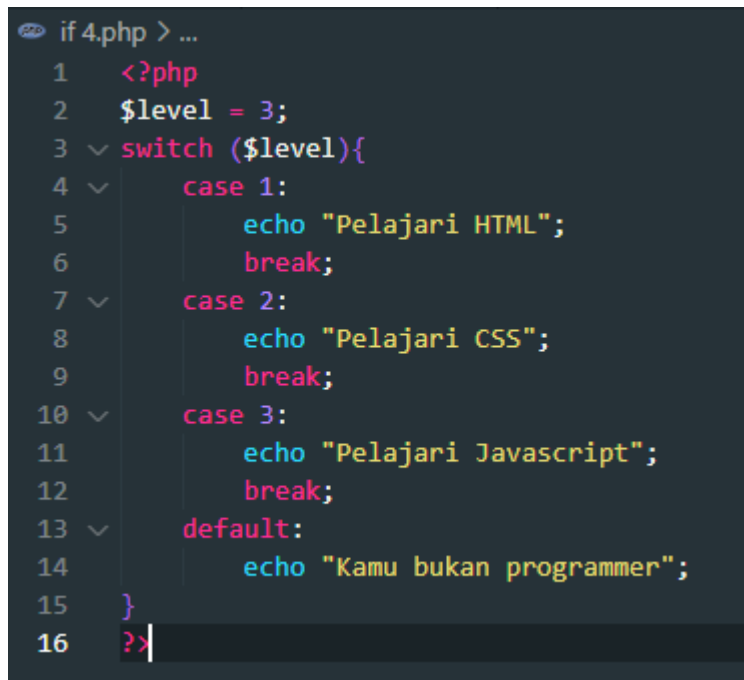 if 4.php > ...
1 <?php
2 $level = 3;
3 switch ($level){
4     case 1:
5         echo "Pelajari HTML";
6         break;
7     case 2:
8         echo "Pelajari CSS";
9         break;
10     case 3:
11         echo "Pelajari Javascript";
12         break;
13     default:
14         echo "Kamu bukan programmer";
15 }
16 ?>